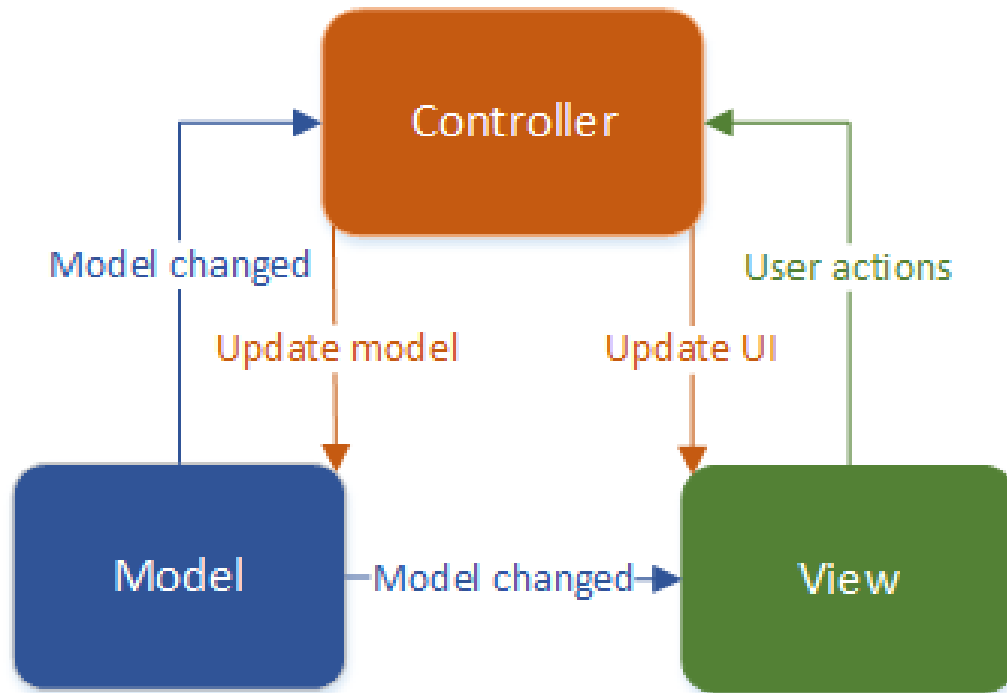 Controller
Model changed
User actions
Update model
Update UI
Model
Model changed
View